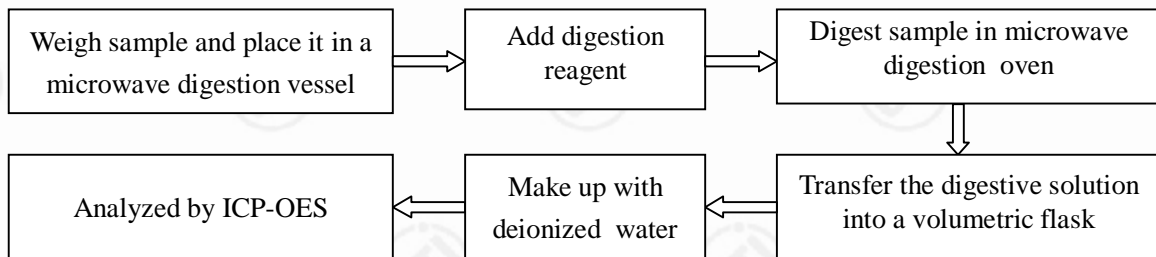 Weigh sample and place it in a
microwave digestion vessel
Add digestion
reagent
Digest sample in microwave
digestion oven
Transfer the digestive solution
into a volumetric flask
Make up with
deionized water
Analyzed by ICP-OES